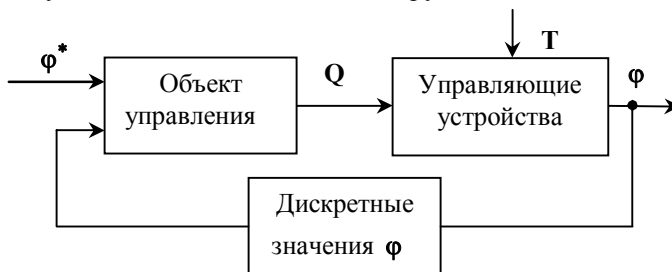 φ*
Объект
управления
Q
T
Управляющие
устройства
φ
Дискретные
значения φ